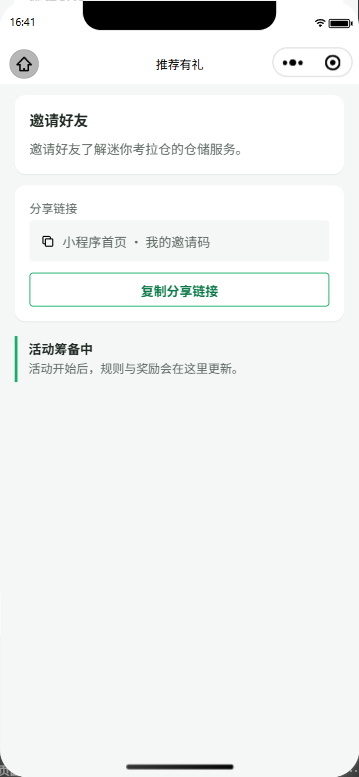 16:41
推荐有礼
邀请好友
邀请好友了解迷你考拉仓的仓储服务。
分享链接
小程序首页 · 我的邀请码
复制分享链接
活动筹备中
活动开始后，规则与奖励会在这里更新。